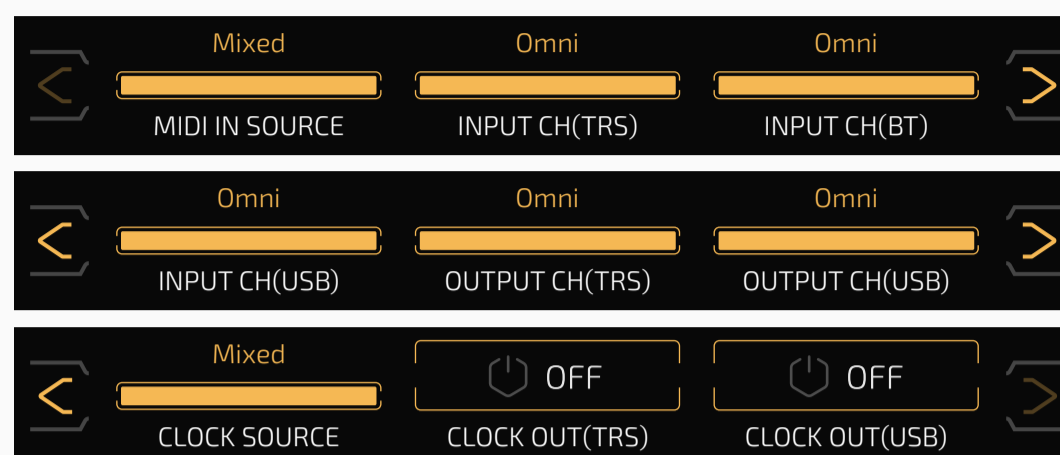 Mixed Omni Omni
MIDI IN SOURCE INPUT CH(TRS) INPUT CH(BT)
Omni Omni Omni
INPUT CH(USB) OUTPUT CH(TRS) OUTPUT CH(USB)
Mixed OFF OFF
CLOCK SOURCE CLOCK OUT(TRS) CLOCK OUT(USB)